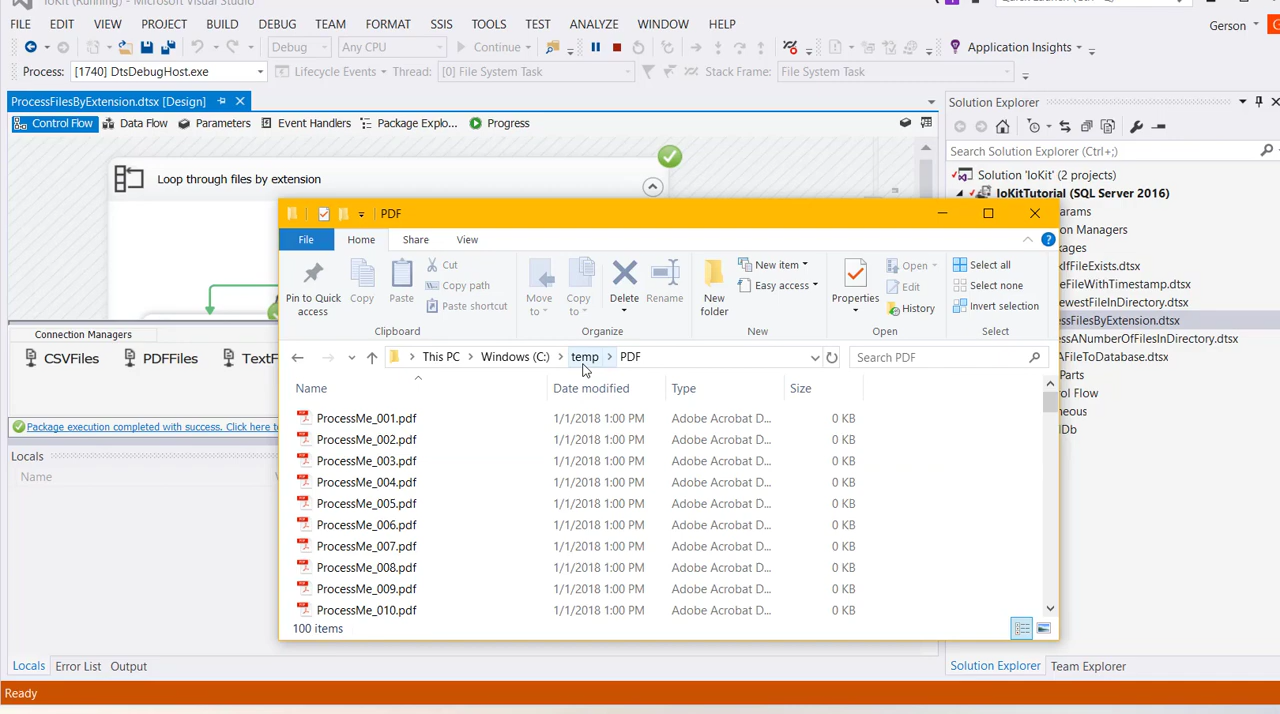 IoKit (Running) - Microsoft Visual Studio
FILE EDIT VIEW PROJECT BUILD DEBUG TEAM FORMAT SSIS TOOLS TEST ANALYZE WINDOW HELP Gerson
Debug Any CPU Continue Application Insights
Process: [1740] DtsDebugHost.exe Lifecycle Events Thread: [0] File System Task Stack Frame: File System Task
ProcessFilesByExtension.dtsx [Design]
Control Flow Data Flow Parameters Event Handlers Package Explo... Progress
Loop through files by extension
Connection Managers
CSVFiles PDFFiles TextF
Package execution completed with success. Click here to
Locals
Name
Locals Error List Output
Ready
PDF
File Home Share View
Pin to Quick access
Copy
Paste
Cut
Copy path
Paste shortcut
Clipboard
Move to
Copy to
Delete
Rename
Organize
New folder
New item
Easy access
New
Properties
Open
Edit
History
Open
Select all
Select none
Invert selection
Select
This PC Windows (C:) temp PDF Search PDF
Name Date modified Type Size
ProcessMe_001.pdf 1/1/2018 1:00 PM Adobe Acrobat D... 0 KB
ProcessMe_002.pdf 1/1/2018 1:00 PM Adobe Acrobat D... 0 KB
ProcessMe_003.pdf 1/1/2018 1:00 PM Adobe Acrobat D... 0 KB
ProcessMe_004.pdf 1/1/2018 1:00 PM Adobe Acrobat D... 0 KB
ProcessMe_005.pdf 1/1/2018 1:00 PM Adobe Acrobat D... 0 KB
ProcessMe_006.pdf 1/1/2018 1:00 PM Adobe Acrobat D... 0 KB
ProcessMe_007.pdf 1/1/2018 1:00 PM Adobe Acrobat D... 0 KB
ProcessMe_008.pdf 1/1/2018 1:00 PM Adobe Acrobat D... 0 KB
ProcessMe_009.pdf 1/1/2018 1:00 PM Adobe Acrobat D... 0 KB
ProcessMe_010.pdf 1/1/2018 1:00 PM Adobe Acrobat D... 0 KB
100 items
Solution Explorer
Search Solution Explorer (Ctrl+;)
Solution 'IoKit' (2 projects)
IoKitTutorial (SQL Server 2016)
t.params
ction Managers
kages
kIfFileExists.dtsx
eFileWithTimestamp.dtsx
ewestFileInDirectory.dtsx
essFilesByExtension.dtsx
essANumberOfFilesInDirectory.dtsx
AFileToDatabase.dtsx
Parts
ol Flow
neous
Db
Solution Explorer Team Explorer